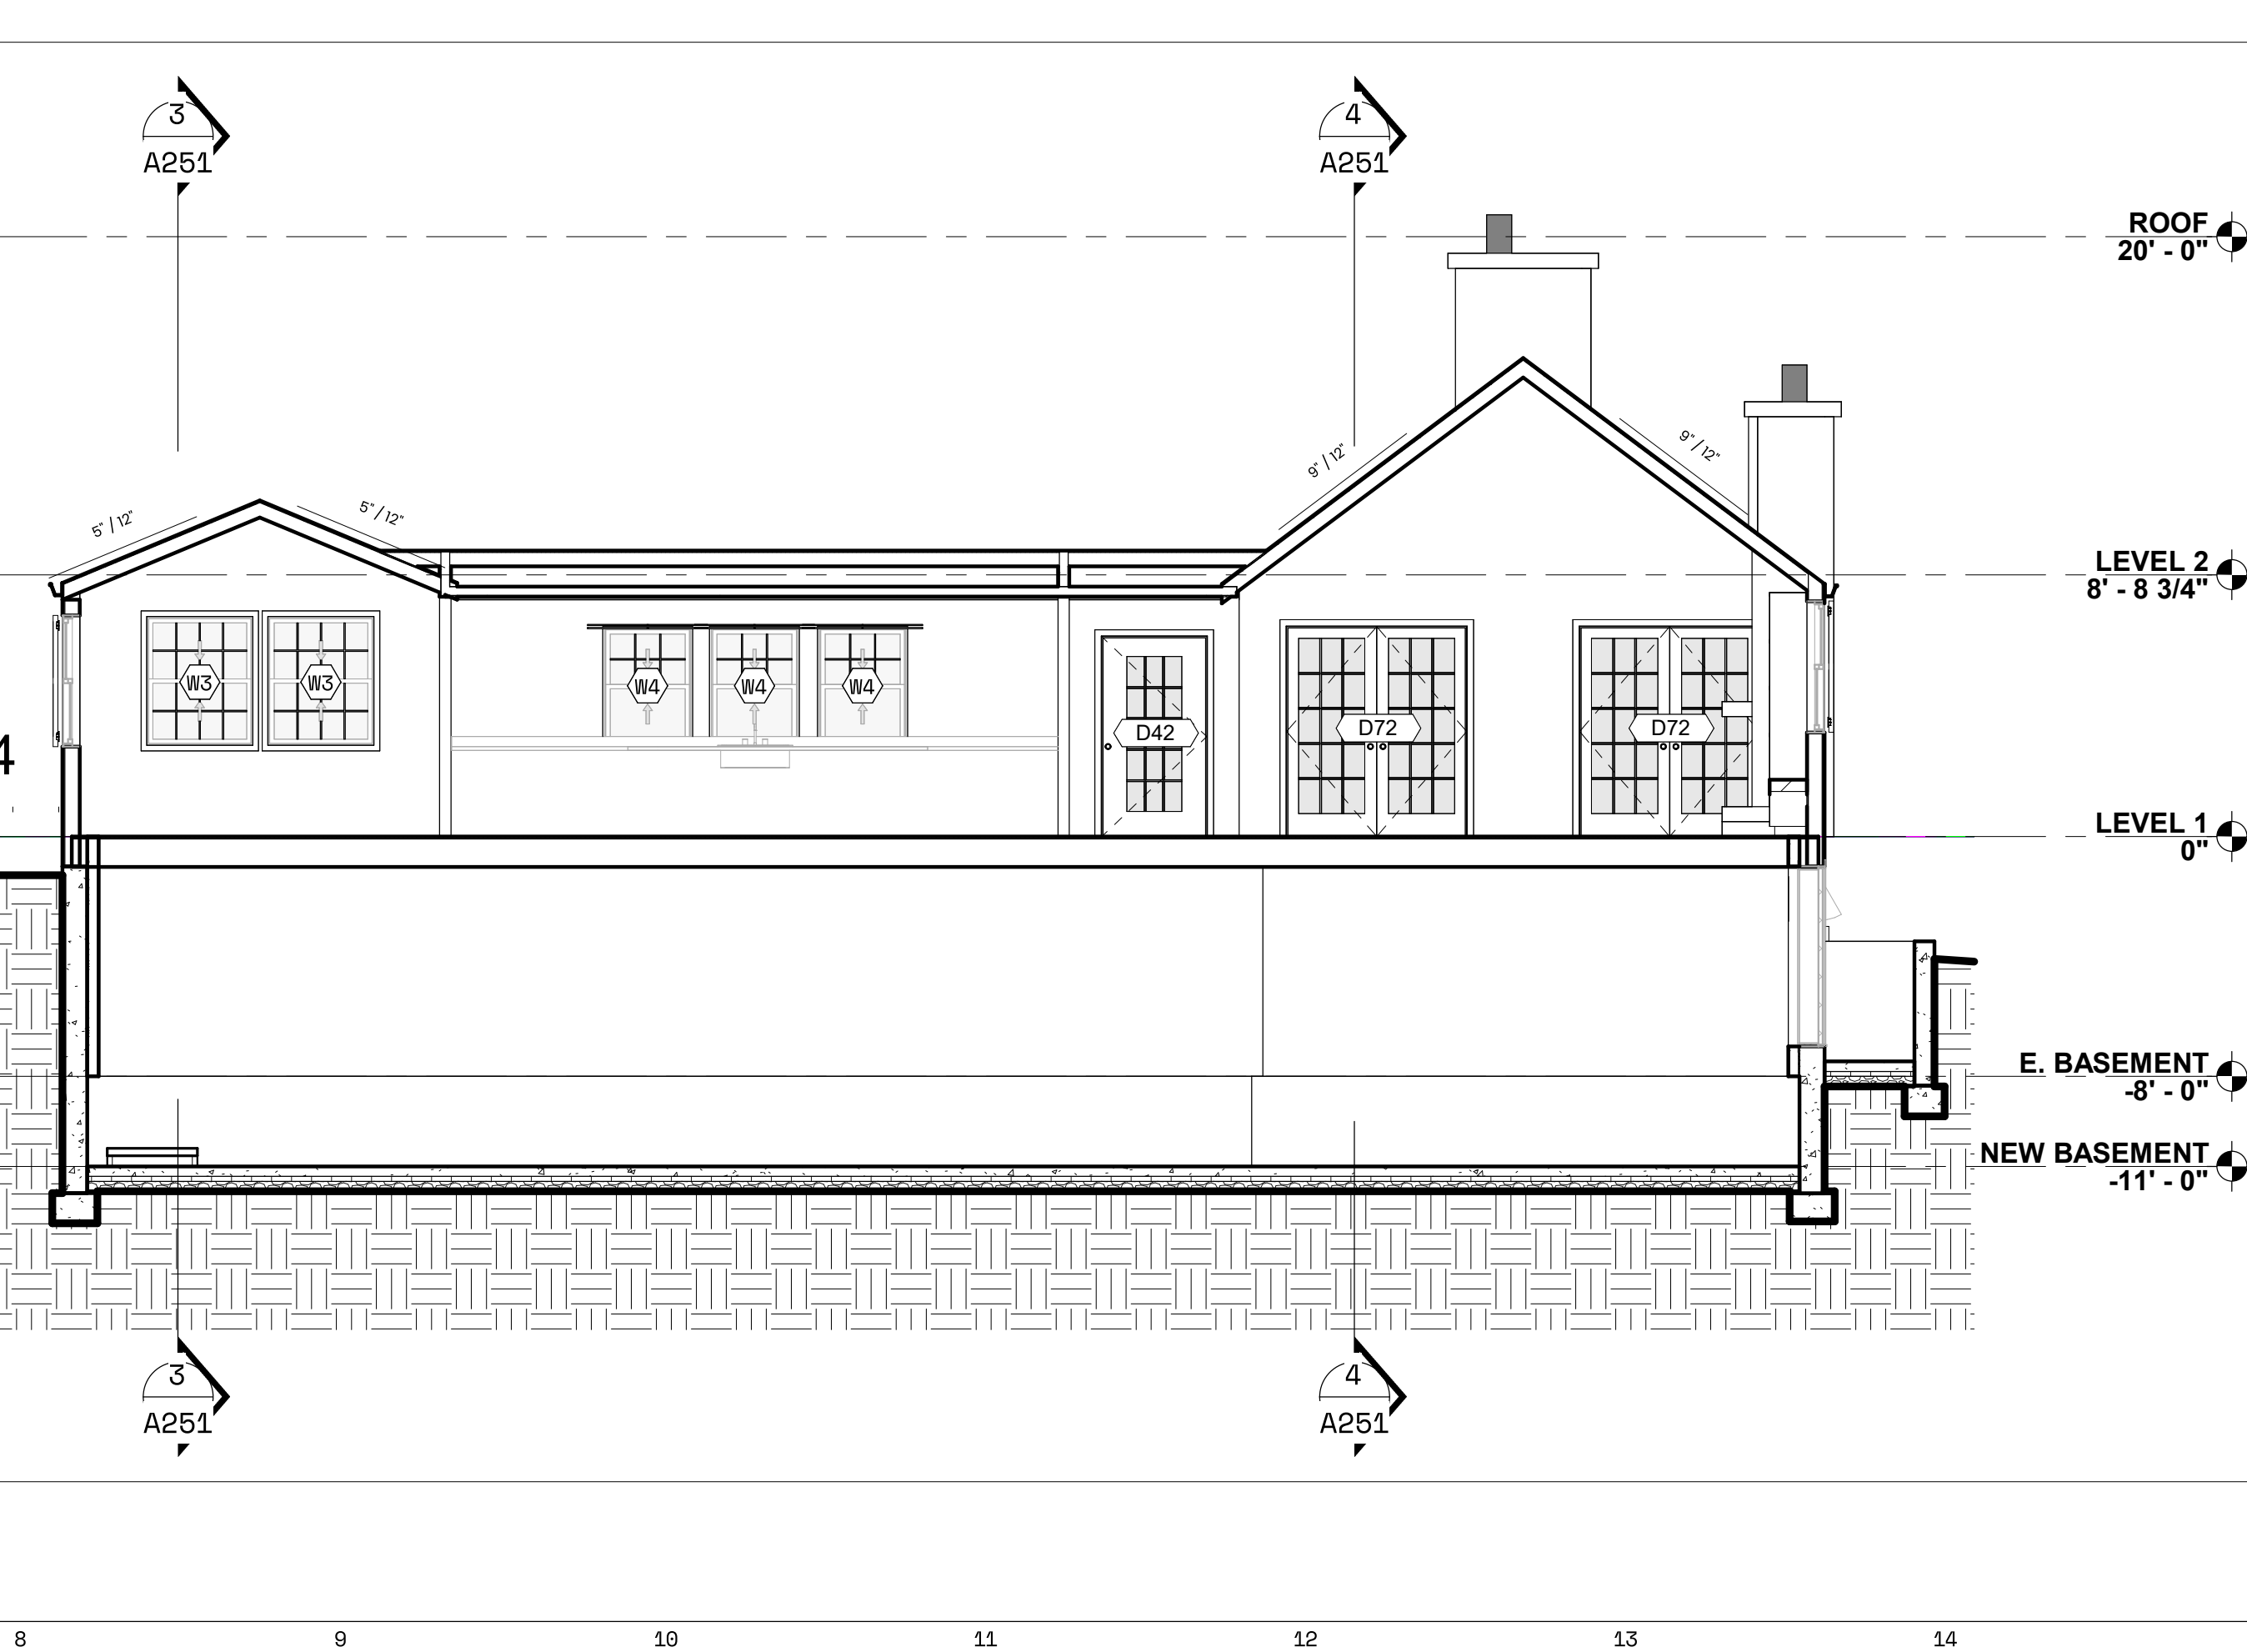 3
A251
4
A251
ROOF
20' - 0"
9" / 12"
9" / 12"
5" / 12"
5" / 12"
LEVEL 2
8' - 8 3/4"
W3
W3
W4
W4
W4
D42
D72
D72
4
LEVEL 1
0"
E. BASEMENT
-8' - 0"
NEW BASEMENT
-11' - 0"
3
A251
4
A251
8
9
10
11
12
13
14